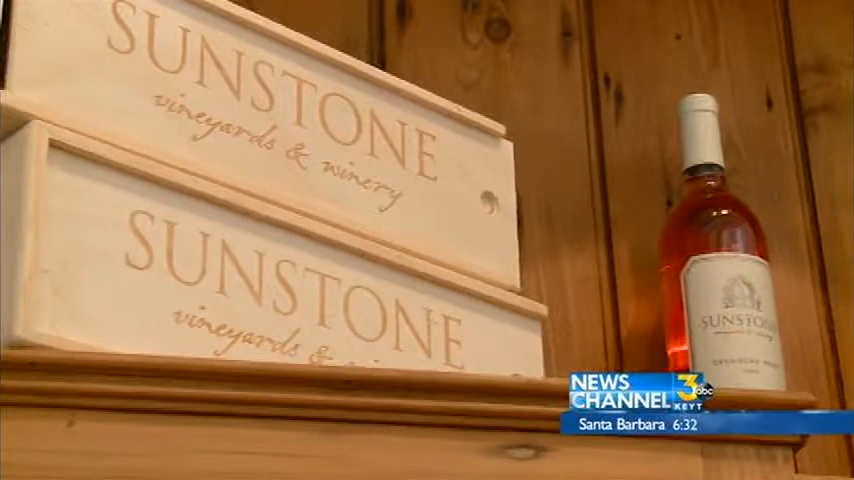 SUNSTONE
vineyards & winery
SUNSTONE
vineyards &
SUNSTONE
NEWS
CHANNEL 3 abc
KEYT
Santa Barbara 6:32